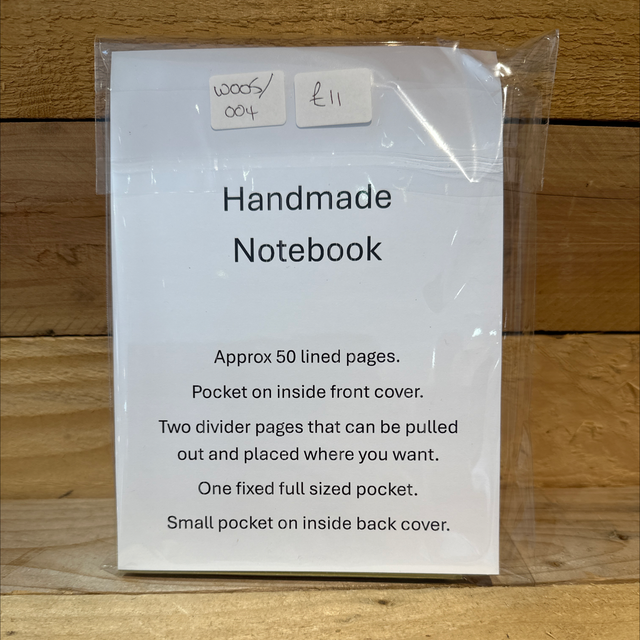 W005/
004
£11
Handmade
Notebook
Approx 50 lined pages.
Pocket on inside front cover.
Two divider pages that can be pulled
out and placed where you want.
One fixed full sized pocket.
Small pocket on inside back cover.